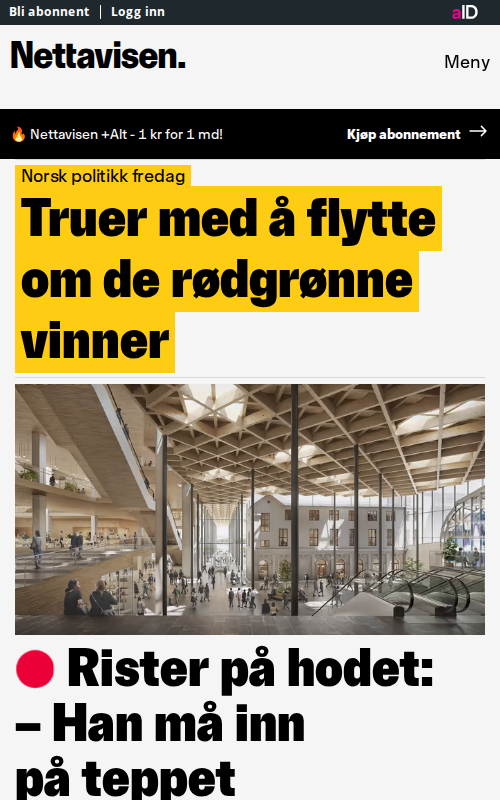 Bli abonnent
Logg inn
aID
Nettavisen.
Meny
Nettavisen +Alt - 1 kr for 1 md!
Kjøp abonnement →
Norsk politikk fredag
Truer med å flytte
om de rødgrønne
vinner
Rister på hodet:
– Han må inn
på teppet